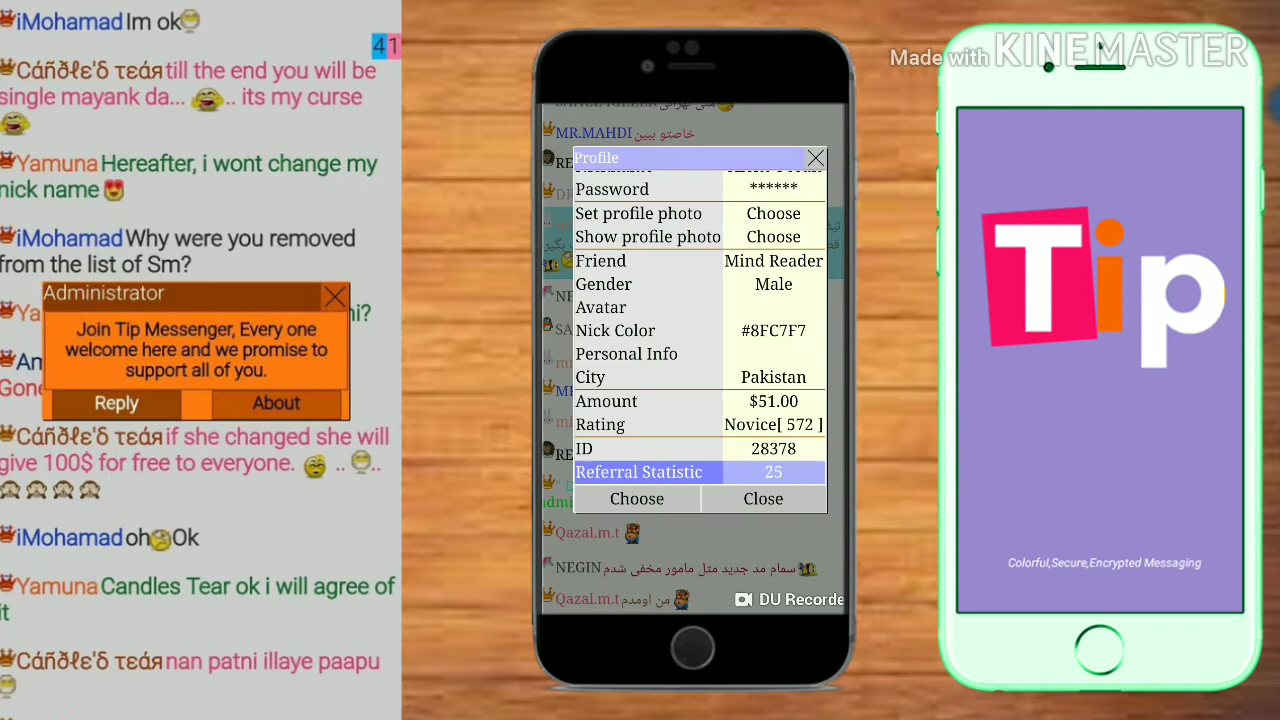 iMohamad Im ok
41
Cáñðłε'ð τεáя till the end you will be
single mayank da... .. its my curse
Yamuna Hereafter, i wont change my
nick name
iMohamad Why were you removed
from the list of Sm?
Administrator
Join Tip Messenger, Every one
welcome here and we promise to
support all of you.
Reply About
Gone
Cáñðłε'ð τεáя if she changed she will
give 100$ for free to everyone. .. ..
iMohamad oh Ok
Yamuna Candles Tear ok i will agree of
it
Cáñðłε'ð τεáя nan patni illaye paapu
MR.MAHDI خاصتو ببین
Profile
Password ******
Set profile photo Choose
Show profile photo Choose
Friend Mind Reader
Gender Male
Avatar
Nick Color #8FC7F7
Personal Info
City Pakistan
Amount $51.00
Rating Novice[ 572 ]
ID 28378
Referral Statistic 25
Choose Close
Qazal.m.t
NEGIN سمام مد جدید مثل مامور مخفی شدم
Qazal.m.t من اومدم
DU Recorde
Made with KINEMASTER
Tip
Colorful,Secure,Encrypted Messaging